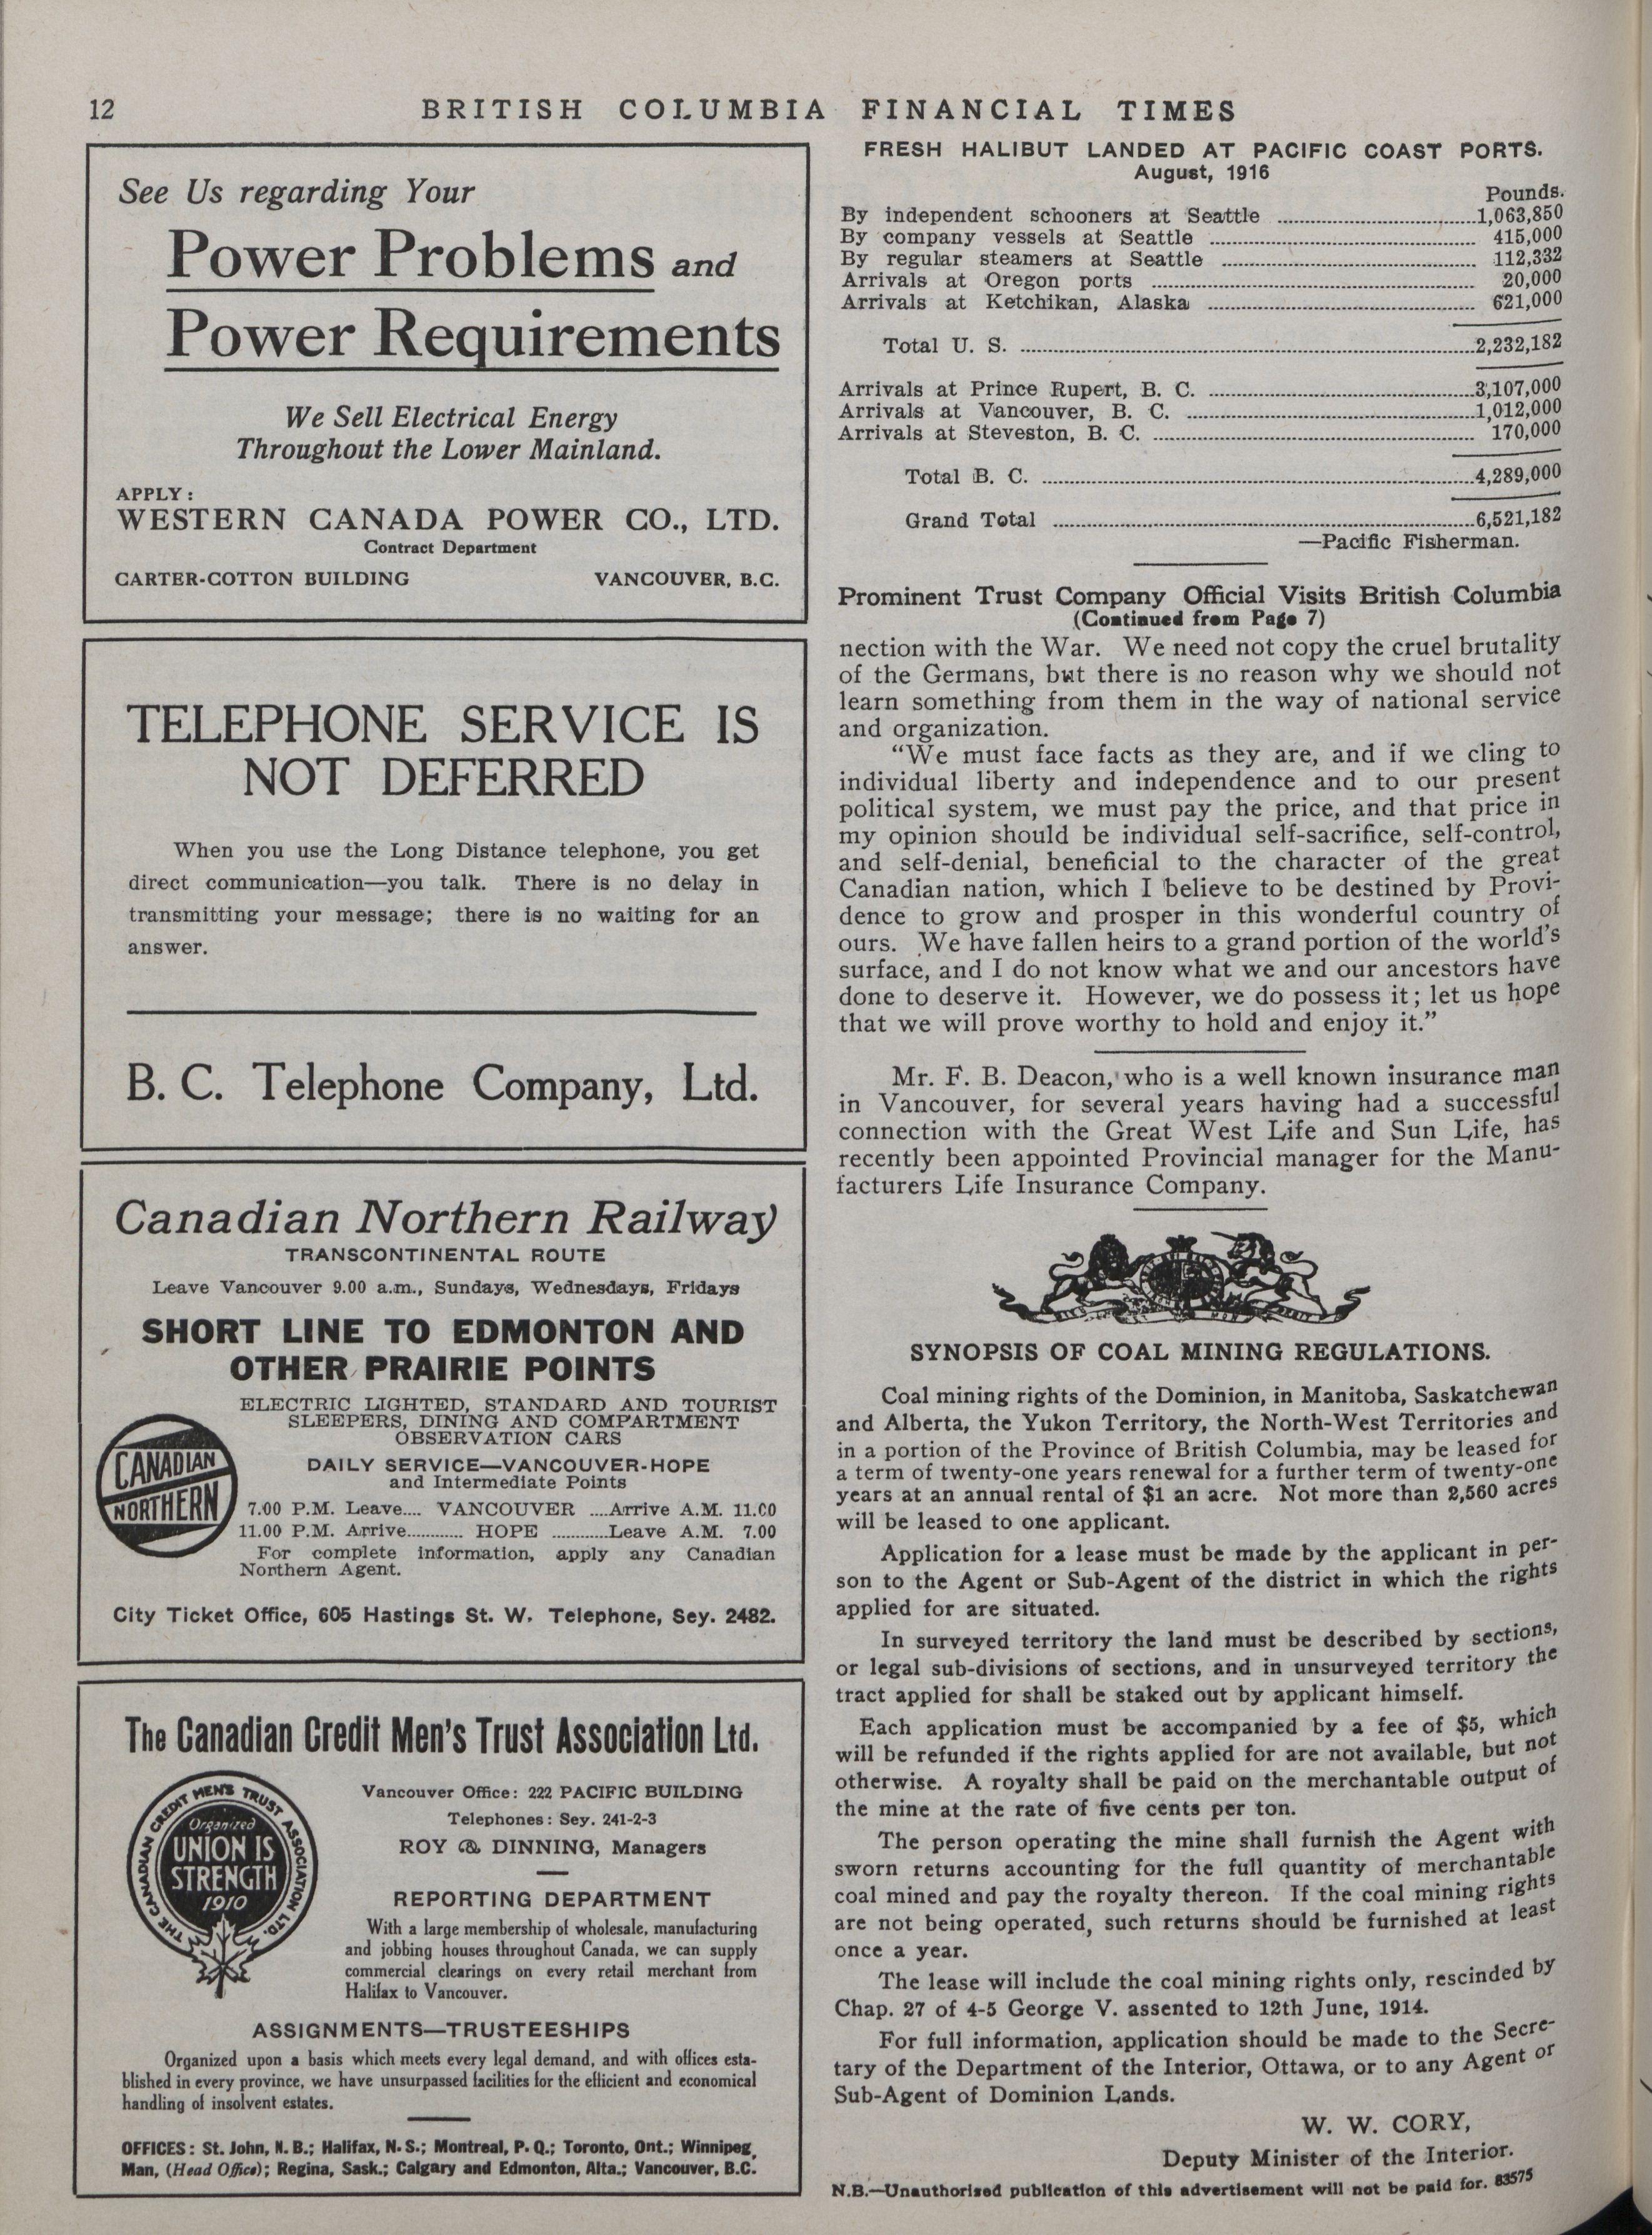 12
BRITISH COLUMBIA FINANCIAL TIMES
See Us regarding Your
Power Problems and
Power Requirements
We Sell Electrical Energy
Throughout the Lower Mainland.
APPLY:
WESTERN CANADA POWER CO., LTD.
Contract Department
CARTER-COTTON BUILDING VANCOUVER, B.C.
TELEPHONE SERVICE IS
NOT DEFERRED
When you use the Long Distance telephone, you get
direct communication—you talk. There is no delay in
transmitting your message; there is no waiting for an
answer.
B. C. Telephone Company, Ltd.
Canadian Northern Railway
TRANSCONTINENTAL ROUTE
Leave Vancouver 9.00 a.m., Sundays, Wednesdays, Fridays
SHORT LINE TO EDMONTON AND
OTHER PRAIRIE POINTS
ELECTRIC LIGHTED, STANDARD AND TOURIST
SLEEPERS, DINING AND COMPARTMENT
OBSERVATION CARS
CANADIAN
NORTHERN
DAILY SERVICE—VANCOUVER-HOPE
and Intermediate Points
7.00 P.M. Leave.... VANCOUVER ....Arrive A.M. 11.00
11.00 P.M. Arrive........... HOPE ...........Leave A.M. 7.00
For complete information, apply any Canadian
Northern Agent.
City Ticket Office, 605 Hastings St. W. Telephone, Sey. 2482.
The Canadian Credit Men's Trust Association Ltd.
THE CANADIAN CREDIT MEN'S TRUST ASSOCIATION LTD.
Organized
UNION IS
STRENGTH
1910
Vancouver Office: 222 PACIFIC BUILDING
Telephones: Sey. 241-2-3
ROY & DINNING, Managers
REPORTING DEPARTMENT
With a large membership of wholesale, manufacturing
and jobbing houses throughout Canada, we can supply
commercial clearings on every retail merchant from
Halifax to Vancouver.
ASSIGNMENTS—TRUSTEESHIPS
Organized upon a basis which meets every legal demand, and with offices esta-
blished in every province, we have unsurpassed facilities for the efficient and economical
handling of insolvent estates.
OFFICES: St. John, N. B.; Halifax, N. S.; Montreal, P. Q.; Toronto, Ont.; Winnipeg,
Man, (Head Office); Regina, Sask.; Calgary and Edmonton, Alta.; Vancouver, B.C.
FRESH HALIBUT LANDED AT PACIFIC COAST PORTS.
August, 1916
Pounds.
By independent schooners at Seattle ........1,063,850
By company vessels at Seattle ........ 415,000
By regular steamers at Seattle ........ 112,332
Arrivals at Oregon ports ........ 20,000
Arrivals at Ketchikan, Alaska ........ 621,000
Total U. S. ........2,232,182
Arrivals at Prince Rupert, B. C. ........3,107,000
Arrivals at Vancouver, B. C. ........1,012,000
Arrivals at Steveston, B. C. ........ 170,000
Total B. C. ........4,289,000
Grand Total ........6,521,182
—Pacific Fisherman.
Prominent Trust Company Official Visits British Columbia
(Continued from Page 7)
nection with the War. We need not copy the cruel brutality
of the Germans, but there is no reason why we should not
learn something from them in the way of national service
and organization.
"We must face facts as they are, and if we cling to
individual liberty and independence and to our present
political system, we must pay the price, and that price in
my opinion should be individual self-sacrifice, self-control,
and self-denial, beneficial to the character of the great
Canadian nation, which I believe to be destined by Provi-
dence to grow and prosper in this wonderful country of
ours. We have fallen heirs to a grand portion of the world's
surface, and I do not know what we and our ancestors have
done to deserve it. However, we do possess it; let us hope
that we will prove worthy to hold and enjoy it."
Mr. F. B. Deacon, who is a well known insurance man
in Vancouver, for several years having had a successful
connection with the Great West Life and Sun Life, has
recently been appointed Provincial manager for the Manu-
facturers Life Insurance Company.
SYNOPSIS OF COAL MINING REGULATIONS.
Coal mining rights of the Dominion, in Manitoba, Saskatchewan
and Alberta, the Yukon Territory, the North-West Territories and
in a portion of the Province of British Columbia, may be leased for
a term of twenty-one years renewal for a further term of twenty-one
years at an annual rental of $1 an acre. Not more than 2,560 acres
will be leased to one applicant.
Application for a lease must be made by the applicant in per-
son to the Agent or Sub-Agent of the district in which the rights
applied for are situated.
In surveyed territory the land must be described by sections,
or legal sub-divisions of sections, and in unsurveyed territory the
tract applied for shall be staked out by applicant himself.
Each application must be accompanied by a fee of $5, which
will be refunded if the rights applied for are not available, but not
otherwise. A royalty shall be paid on the merchantable output of
the mine at the rate of five cents per ton.
The person operating the mine shall furnish the Agent with
sworn returns accounting for the full quantity of merchantable
coal mined and pay the royalty thereon. If the coal mining rights
are not being operated, such returns should be furnished at least
once a year.
The lease will include the coal mining rights only, rescinded by
Chap. 27 of 4-5 George V. assented to 12th June, 1914.
For full information, application should be made to the Secre-
tary of the Department of the Interior, Ottawa, or to any Agent or
Sub-Agent of Dominion Lands.
W. W. CORY,
Deputy Minister of the Interior.
N.B.—Unauthorized publication of this advertisement will not be paid for. 83575